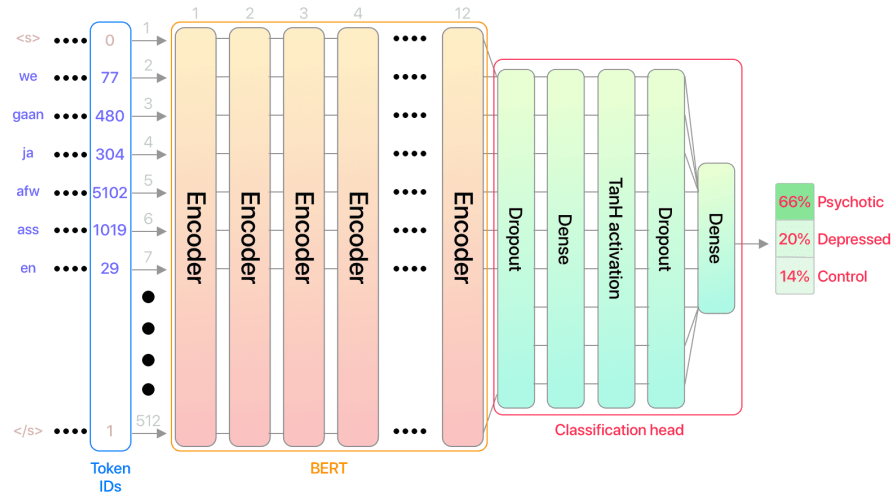 1 2 3 4 12
<s> 0 1
we 77 2
gaan 480 3
ja 304 4
afw 5102 5
ass 1019 6
en 29 7
</s> 1 512
Encoder
Encoder
Encoder
Encoder
Encoder
Dropout
Dense
TanH activation
Dropout
Dense
66% Psychotic
20% Depressed
14% Control
Token
IDs
BERT
Classification head